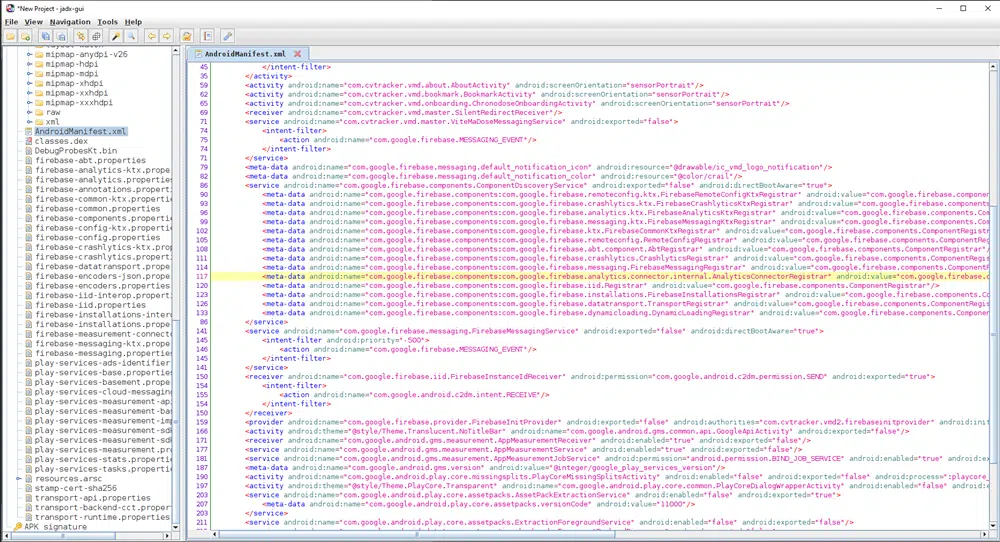 *New Project - jadx-gui
File View Navigation Tools Help
mipmap-anydpi-v26
mipmap-hdpi
mipmap-mdpi
mipmap-xhdpi
mipmap-xxhdpi
mipmap-xxxhdpi
raw
xml
AndroidManifest.xml
classes.dex
DebugProbesKt.bin
firebase-abt.properties
firebase-analytics-ktx.prope
firebase-analytics.propertie
firebase-annotations.propert
firebase-common-ktx.properti
firebase-common.properties
firebase-components.properti
firebase-config-ktx.properti
firebase-config.properties
firebase-crashlytics-ktx.pro
firebase-crashlytics.propert
firebase-datatransport.prope
firebase-encoders-json.prope
firebase-encoders.properties
firebase-iid-interop.propert
firebase-iid.properties
firebase-installations-inter
firebase-installations.prope
firebase-measurement-connect
firebase-messaging-ktx.prope
firebase-messaging.propertie
play-services-ads-identifier
play-services-base.propertie
play-services-basement.prope
play-services-cloud-messagin
play-services-measurement-ap
play-services-measurement-ba
play-services-measurement-im
play-services-measurement-sd
play-services-measurement-sd
play-services-measurement.pr
play-services-stats.properti
play-services-tasks.properti
resources.arsc
stamp-cert-sha256
transport-api.properties
transport-backend-cct.proper
transport-runtime.properties
APK signature
AndroidManifest.xml
45 </intent-filter>
35 </activity>
59 <activity android:name="com.cvtracker.vmd.about.AboutActivity" android:screenOrientation="sensorPortrait"/>
62 <activity android:name="com.cvtracker.vmd.bookmark.BookmarkActivity" android:screenOrientation="sensorPortrait"/>
65 <activity android:name="com.cvtracker.vmd.onboarding.ChronodoseOnboardingActivity" android:screenOrientation="sensorPortrait"/>
69 <receiver android:name="com.cvtracker.vmd.master.SilentRedirectReceiver"/>
71 <service android:name="com.cvtracker.vmd.master.ViteMaDoseMessagingService" android:exported="false">
74 <intent-filter>
75 <action android:name="com.google.firebase.MESSAGING_EVENT"/>
74 </intent-filter>
71 </service>
79 <meta-data android:name="com.google.firebase.messaging.default_notification_icon" android:resource="@drawable/ic_vmd_logo_notification"/>
82 <meta-data android:name="com.google.firebase.messaging.default_notification_color" android:resource="@color/crail"/>
86 <service android:name="com.google.firebase.components.ComponentDiscoveryService" android:exported="false" android:directBootAware="true">
90 <meta-data android:name="com.google.firebase.components:com.google.firebase.remoteconfig.ktx.FirebaseRemoteConfigKtxRegistrar" android:value="com.google.firebase.componen
93 <meta-data android:name="com.google.firebase.components:com.google.firebase.crashlytics.ktx.FirebaseCrashlyticsKtxRegistrar" android:value="com.google.firebase.components
96 <meta-data android:name="com.google.firebase.components:com.google.firebase.analytics.ktx.FirebaseAnalyticsKtxRegistrar" android:value="com.google.firebase.components.Com
99 <meta-data android:name="com.google.firebase.components:com.google.firebase.messaging.ktx.FirebaseMessagingKtxRegistrar" android:value="com.google.firebase.components.Com
102 <meta-data android:name="com.google.firebase.components:com.google.firebase.ktx.FirebaseCommonKtxRegistrar" android:value="com.google.firebase.components.ComponentRegistr
105 <meta-data android:name="com.google.firebase.components:com.google.firebase.remoteconfig.RemoteConfigRegistrar" android:value="com.google.firebase.components.ComponentReg
108 <meta-data android:name="com.google.firebase.components:com.google.firebase.abt.component.AbtRegistrar" android:value="com.google.firebase.components.ComponentRegistrar"/
111 <meta-data android:name="com.google.firebase.components:com.google.firebase.crashlytics.CrashlyticsRegistrar" android:value="com.google.firebase.components.ComponentRegis
114 <meta-data android:name="com.google.firebase.components:com.google.firebase.messaging.FirebaseMessagingRegistrar" android:value="com.google.firebase.components.ComponentR
117 <meta-data android:name="com.google.firebase.components:com.google.firebase.analytics.connector.internal.AnalyticsConnectorRegistrar" android:value="com.google.firebase.c
120 <meta-data android:name="com.google.firebase.components:com.google.firebase.iid.Registrar" android:value="com.google.firebase.components.ComponentRegistrar"/>
123 <meta-data android:name="com.google.firebase.components:com.google.firebase.installations.FirebaseInstallationsRegistrar" android:value="com.google.firebase.components.Co
126 <meta-data android:name="com.google.firebase.components:com.google.firebase.datatransport.TransportRegistrar" android:value="com.google.firebase.components.ComponentRegis
133 <meta-data android:name="com.google.firebase.components:com.google.firebase.dynamicloading.DynamicLoadingRegistrar" android:value="com.google.firebase.components.Componen
86 </service>
141 <service android:name="com.google.firebase.messaging.FirebaseMessagingService" android:exported="false" android:directBootAware="true">
145 <intent-filter android:priority="-500">
146 <action android:name="com.google.firebase.MESSAGING_EVENT"/>
145 </intent-filter>
141 </service>
150 <receiver android:name="com.google.firebase.iid.FirebaseInstanceIdReceiver" android:permission="com.google.android.c2dm.permission.SEND" android:exported="true">
154 <intent-filter>
155 <action android:name="com.google.android.c2dm.intent.RECEIVE"/>
154 </intent-filter>
150 </receiver>
159 <provider android:name="com.google.firebase.provider.FirebaseInitProvider" android:exported="false" android:authorities="com.cvtracker.vmd2.firebaseinitprovider" android:init
166 <activity android:theme="@style/Theme.Translucent.NoTitleBar" android:name="com.google.android.gms.common.api.GoogleApiActivity" android:exported="false"/>
171 <receiver android:name="com.google.android.gms.measurement.AppMeasurementReceiver" android:enabled="true" android:exported="false"/>
177 <service android:name="com.google.android.gms.measurement.AppMeasurementService" android:enabled="true" android:exported="false"/>
181 <service android:name="com.google.android.gms.measurement.AppMeasurementJobService" android:permission="android.permission.BIND_JOB_SERVICE" android:enabled="true" android:ex
187 <meta-data android:name="com.google.android.gms.version" android:value="@integer/google_play_services_version"/>
190 <activity android:name="com.google.android.play.core.missingsplits.PlayCoreMissingSplitsActivity" android:enabled="false" android:exported="false" android:process=":playcore_
197 <activity android:theme="@style/Theme.PlayCore.Transparent" android:name="com.google.android.play.core.common.PlayCoreDialogWrapperActivity" android:enabled="false" android:e
203 <service android:name="com.google.android.play.core.assetpacks.AssetPackExtractionService" android:enabled="false" android:exported="true">
207 <meta-data android:name="com.google.android.play.core.assetpacks.versionCode" android:value="11000"/>
203 </service>
211 <service android:name="com.google.android.play.core.assetpacks.ExtractionForegroundService" android:enabled="false" android:exported="false"/>